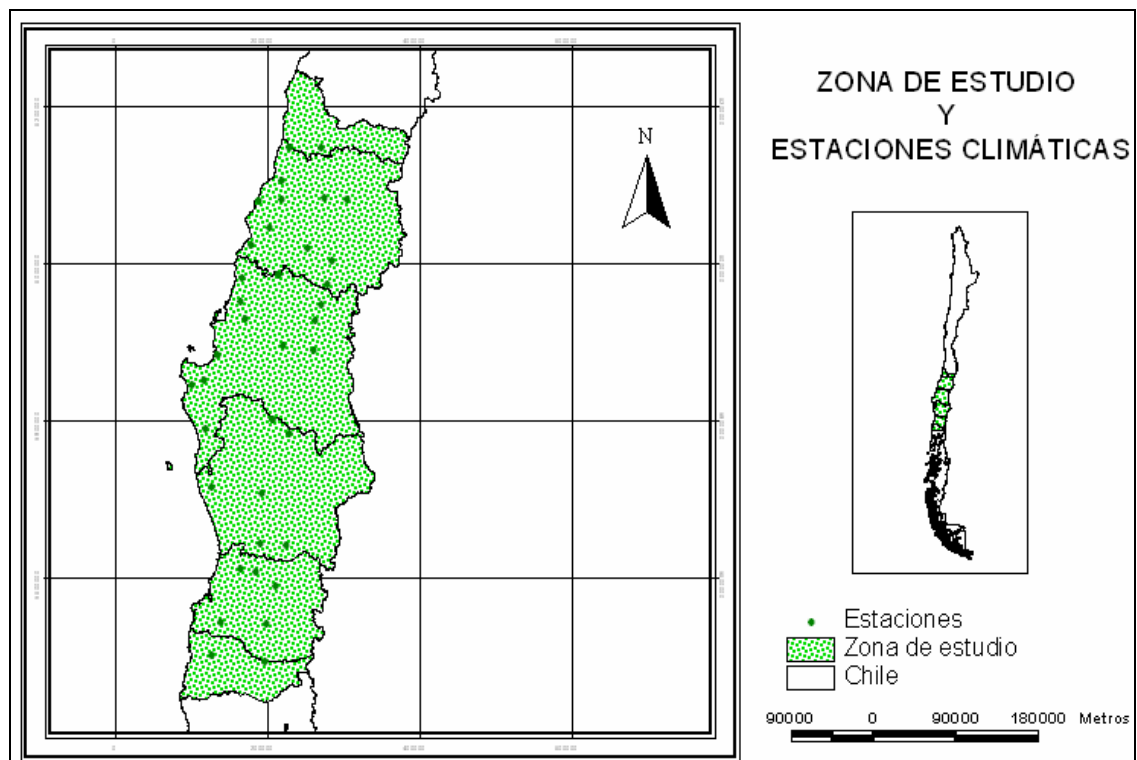 ZONA DE ESTUDIO
Y
ESTACIONES CLIMÁTICAS
N
Estaciones
Zona de estudio
Chile
90000 0 90000 180000 Metros